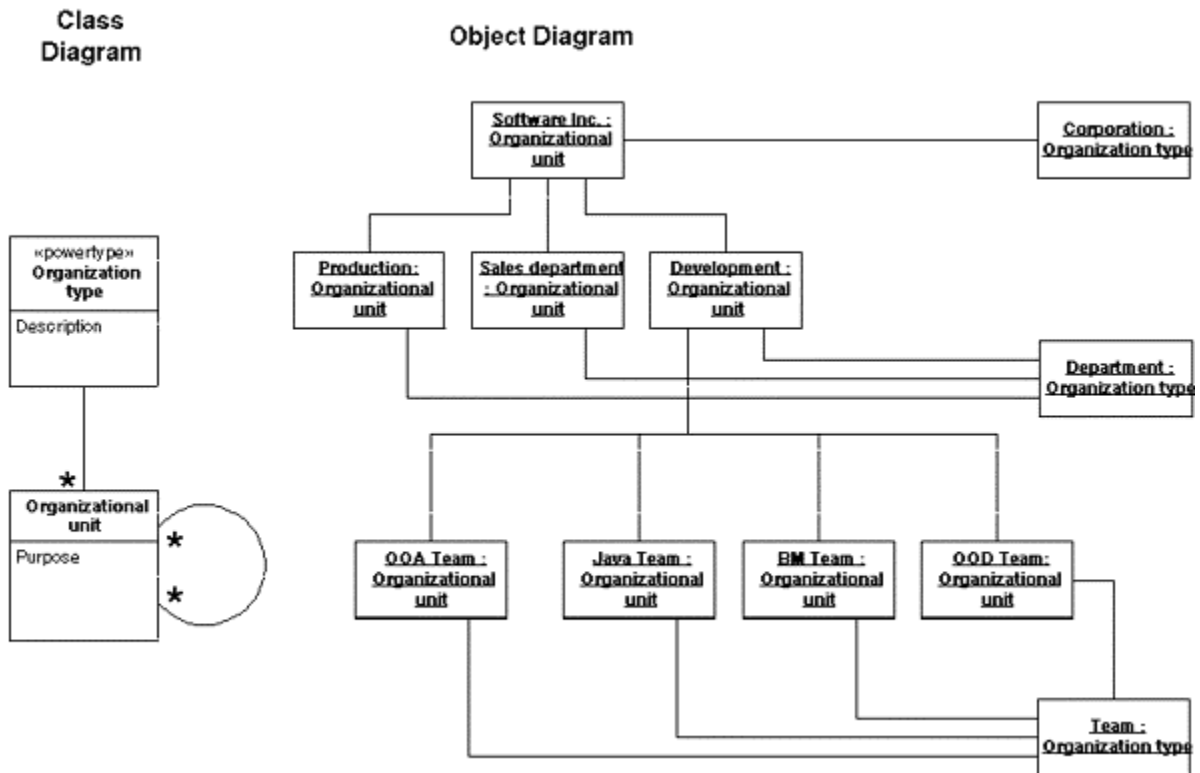 Class
Diagram
Object Diagram
Software Inc. :
Organizational
unit
Corporation :
Organization type
«powertype»
Organization
type
Description
Production:
Organizational
unit
Sales department
: Organizational
unit
Development :
Organizational
unit
Department :
Organization type
*
Organizational
unit
Purpose
*
*
OOA Team :
Organizational
unit
Java Team :
Organizational
unit
BM Team :
Organizational
unit
OOD Team:
Organizational
unit
Team :
Organization type